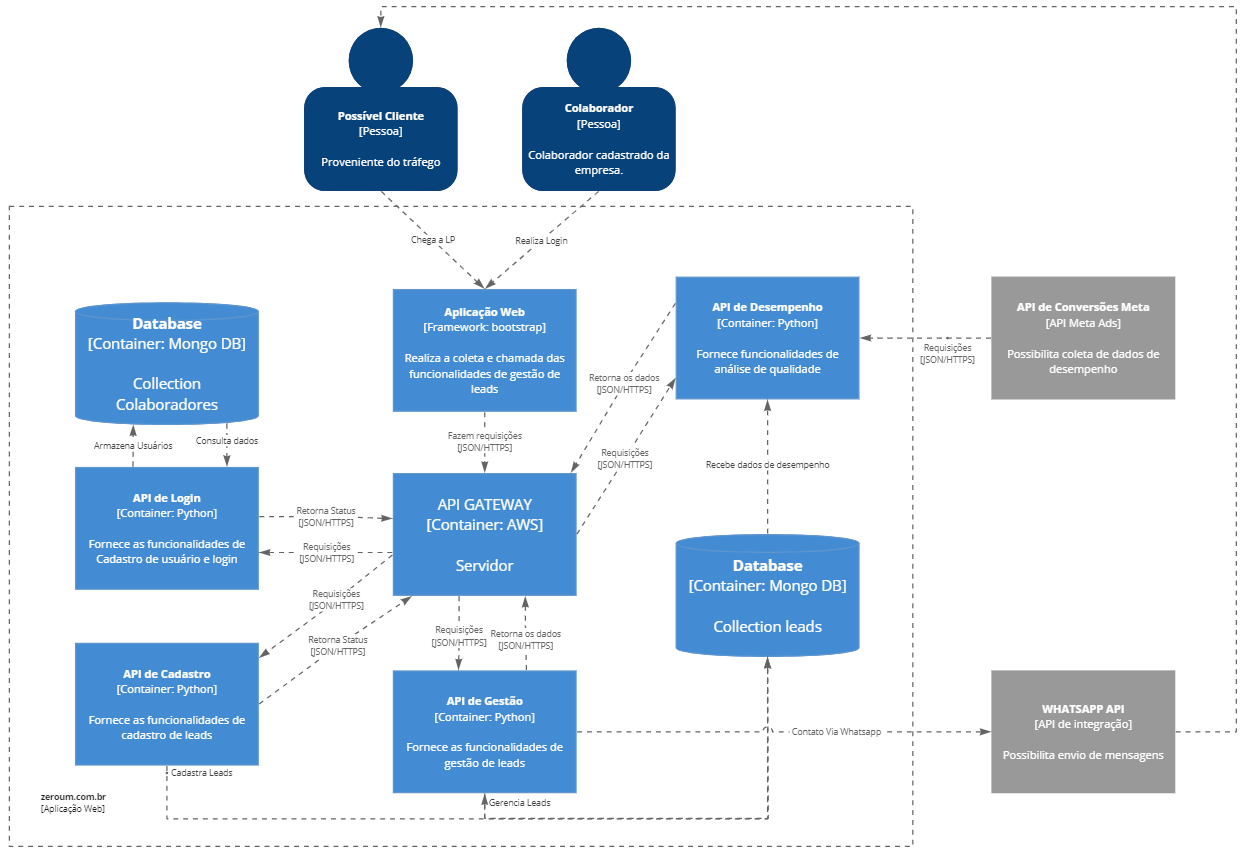 Possível Cliente
[Pessoa]
Proveniente do tráfego
Colaborador
[Pessoa]
Colaborador cadastrado da
empresa.
Chega a LP
Realiza Login
Database
[Container: Mongo DB]
Collection
Colaboradores
Aplicação Web
[Framework: bootstrap]
Realiza a coleta e chamada das
funcionalidades de gestão de
leads
API de Desempenho
[Container: Python]
Fornece funcionalidades de
análise de qualidade
API de Conversões Meta
[API Meta Ads]
Possibilita coleta de dados de
desempenho
Requisições
[JSON/HTTPS]
Retorna os dados
[JSON/HTTPS]
Armazena Usuários
Consulta dados
Fazem requisições
[JSON/HTTPS]
Requisições
[JSON/HTTPS]
Recebe dados de desempenho
API de Login
[Container: Python]
Fornece as funcionalidades de
Cadastro de usuário e login
Retorna Status
[JSON/HTTPS]
Requisições
[JSON/HTTPS]
API GATEWAY
[Container: AWS]
Servidor
Database
[Container: Mongo DB]
Collection leads
Requisições
[JSON/HTTPS]
Retorna Status
[JSON/HTTPS]
Requisições
[JSON/HTTPS]
Retorna os dados
[JSON/HTTPS]
API de Cadastro
[Container: Python]
Fornece as funcionalidades de
cadastro de leads
API de Gestão
[Container: Python]
Fornece as funcionalidades de
gestão de leads
Contato Via Whatsapp
WHATSAPP API
[API de integração]
Possibilita envio de mensagens
Cadastra Leads
Gerencia Leads
zeroum.com.br
[Aplicação Web]